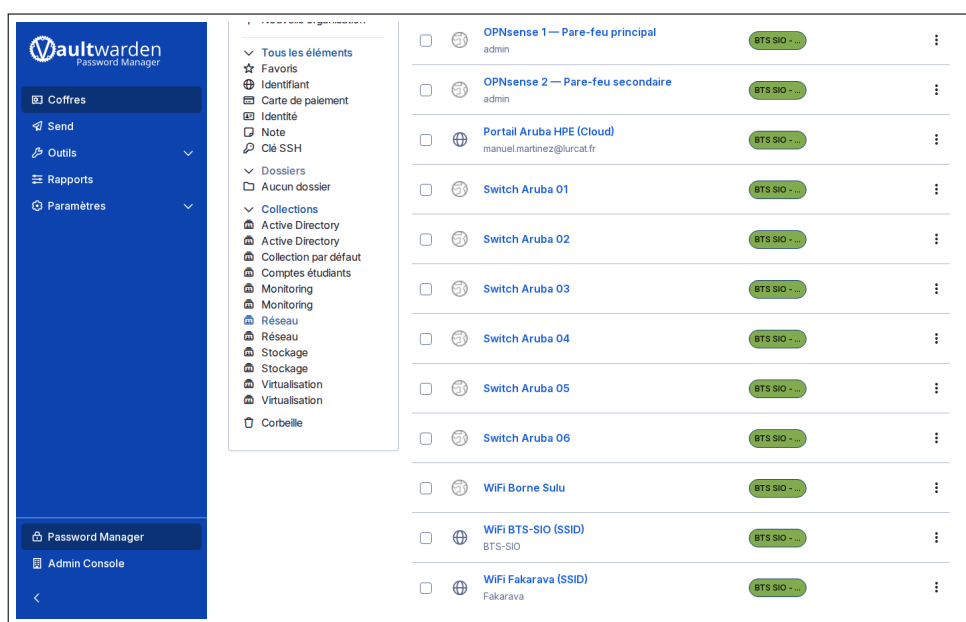 Vaultwarden
Password Manager
Coffres
Send
Outils
Rapports
Paramètres
Password Manager
Admin Console
Nouvelle organisation
Tous les éléments
Favoris
Identifiant
Carte de paiement
Identité
Note
Clé SSH
Dossiers
Aucun dossier
Collections
Active Directory
Active Directory
Collection par défaut
Comptes étudiants
Monitoring
Monitoring
Réseau
Réseau
Stockage
Stockage
Virtualisation
Virtualisation
Corbeille
OPNsense 1 — Pare-feu principal BTS SIO - ...
admin
OPNsense 2 — Pare-feu secondaire BTS SIO - ...
admin
Portail Aruba HPE (Cloud) BTS SIO - ...
manuel.martinez@lurcat.fr
Switch Aruba 01 BTS SIO - ...
Switch Aruba 02 BTS SIO - ...
Switch Aruba 03 BTS SIO - ...
Switch Aruba 04 BTS SIO - ...
Switch Aruba 05 BTS SIO - ...
Switch Aruba 06 BTS SIO - ...
WiFi Borne Sulu BTS SIO - ...
WiFi BTS-SIO (SSID) BTS SIO - ...
BTS-SIO
WiFi Fakarava (SSID) BTS SIO - ...
Fakarava